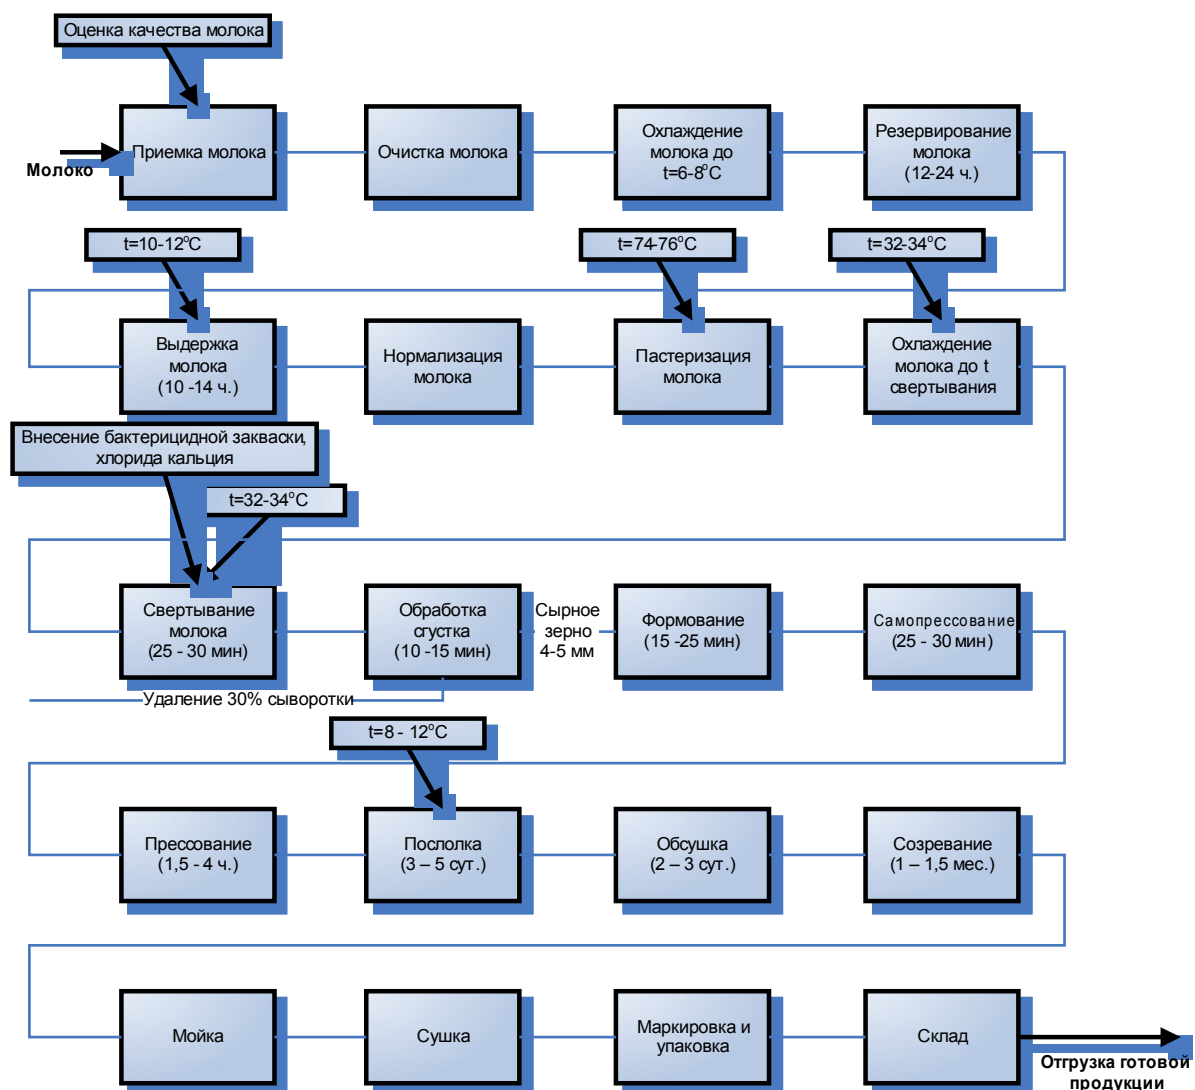 Оценка качества молока
Молоко
Приемка молока
Очистка молока
Охлаждение
молока до
t=6-8°C
Резервирование
молока
(12-24 ч.)
t=10-12°C
t=74-76°C
t=32-34°C
Выдержка
молока
(10 -14 ч.)
Нормализация
молока
Пастеризация
молока
Охлаждение
молока до t
свертывания
Внесение бактерицидной закваски,
хлорида кальция
t=32-34°C
Свертывание
молока
(25 - 30 мин)
Обработка
сгустка
(10 -15 мин)
Сырное
зерно
4-5 мм
Формование
(15 -25 мин)
Самопрессование
(25 - 30 мин)
Удаление 30% сыворотки
t=8 - 12°C
Прессование
(1,5 - 4 ч.)
Послолка
(3 – 5 сут.)
Обсушка
(2 – 3 сут.)
Созревание
(1 – 1,5 мес.)
Мойка
Сушка
Маркировка и
упаковка
Склад
Отгрузка готовой
продукции